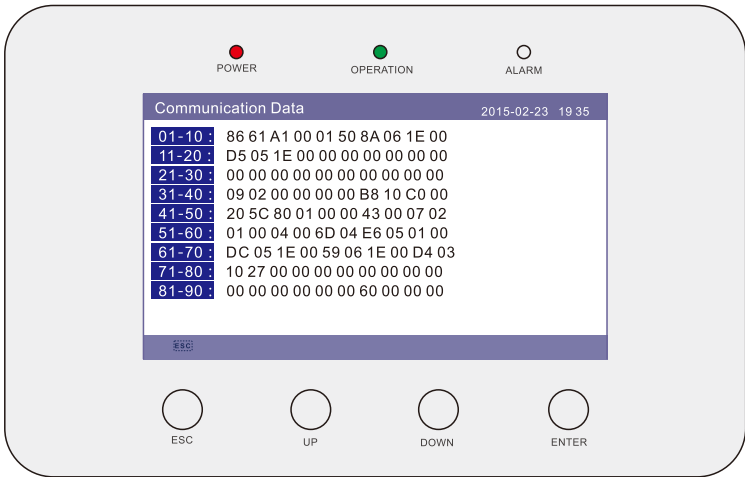 POWER OPERATION ALARM
Communication Data 2015-02-23 19 35
01-10 : 86 61 A1 00 01 50 8A 06 1E 00
11-20 : D5 05 1E 00 00 00 00 00 00 00
21-30 : 00 00 00 00 00 00 00 00 00 00
31-40 : 09 02 00 00 00 00 B8 10 C0 00
41-50 : 20 5C 80 01 00 00 43 00 07 02
51-60 : 01 00 04 00 6D 04 E6 05 01 00
61-70 : DC 05 1E 00 59 06 1E 00 D4 03
71-80 : 10 27 00 00 00 00 00 00 00 00
81-90 : 00 00 00 00 00 00 60 00 00 00
ESC
ESC UP DOWN ENTER